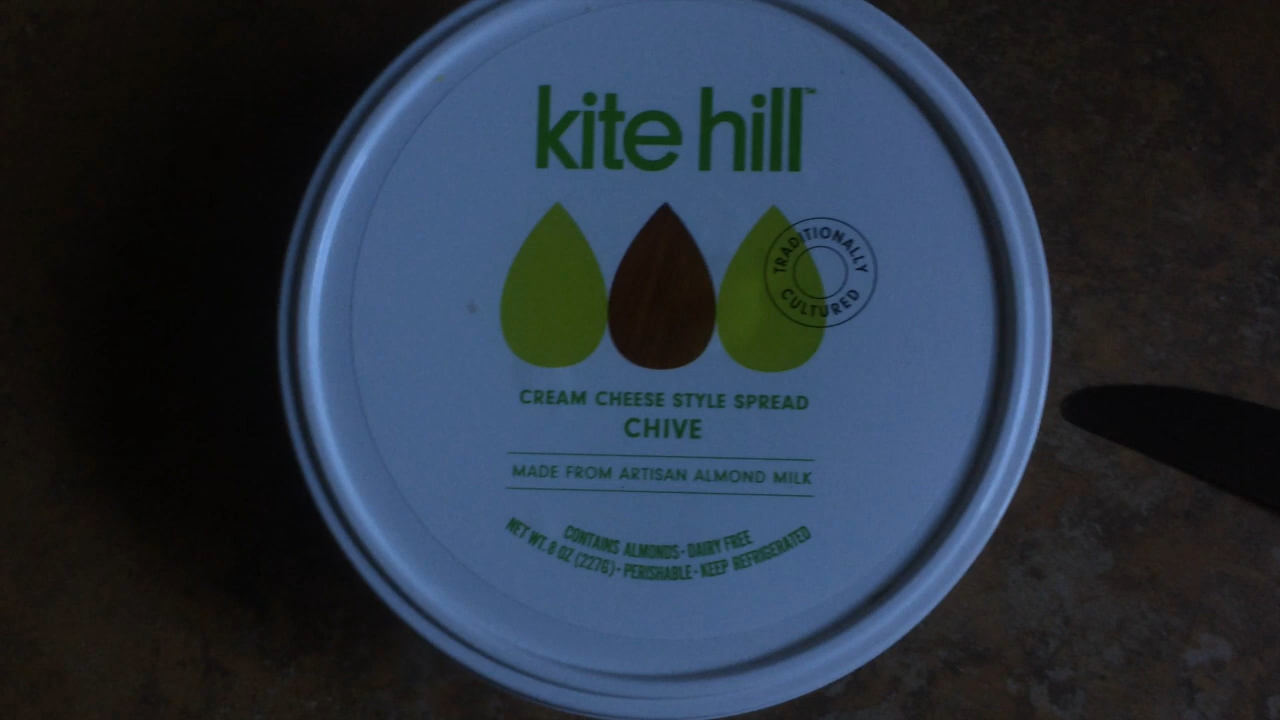 kite hill™
TRADITIONALLY
CULTURED
CREAM CHEESE STYLE SPREAD
CHIVE
MADE FROM ARTISAN ALMOND MILK
CONTAINS ALMONDS · DAIRY FREE
NET WT. 8 OZ (227G) · PERISHABLE · KEEP REFRIGERATED